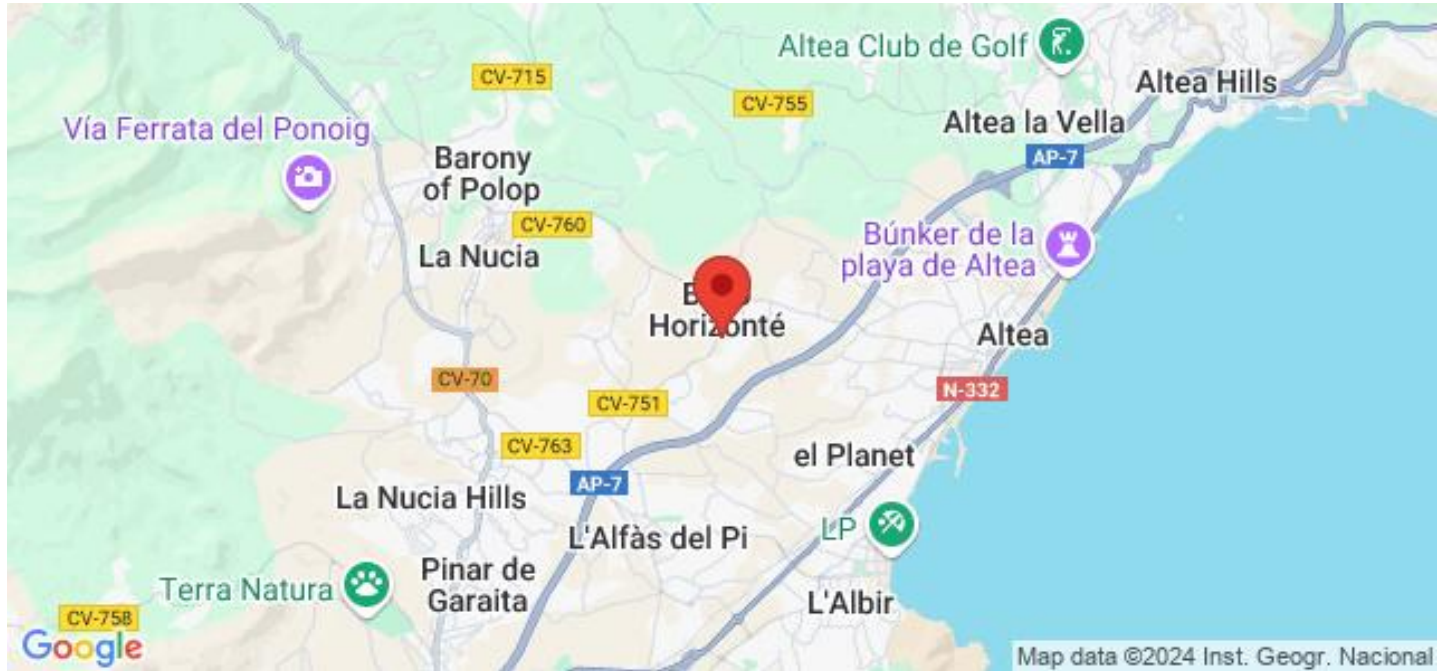 Altea Club de Golf
CV-715
Altea Hills
CV-755
Vía Ferrata del Ponoig
Altea la Vella
Barony
of Polop
AP-7
CV-760
Búnker de la
playa de Altea
La Nucia
Horizonté
Altea
CV-70
N-332
CV-751
CV-763
el Planet
AP-7
La Nucia Hills
LP
L'Alfàs del Pi
Pinar de
Garaita
Terra Natura
L'Albir
CV-758
Google
Map data ©2024 Inst. Geogr. Nacional